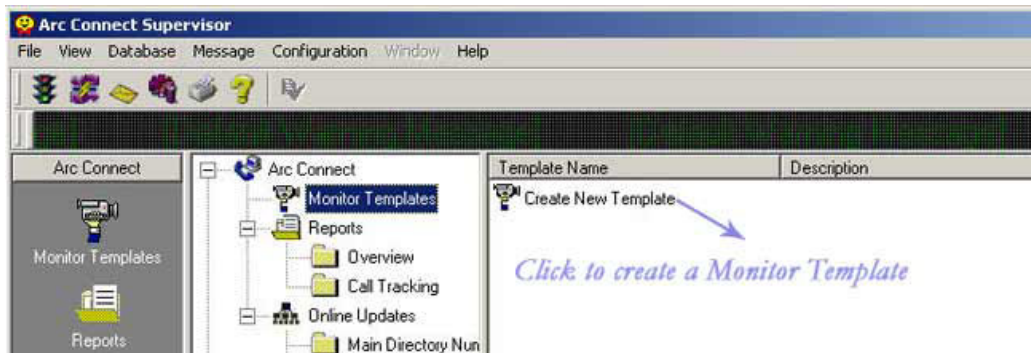 Arc Connect Supervisor
File View Database Message Configuration Window Help
Arc Connect
Monitor Templates
Reports
Arc Connect
Monitor Templates
Reports
Overview
Call Tracking
Online Updates
Main Directory Nun
Template Name Description
Create New Template
Click to create a Monitor Template